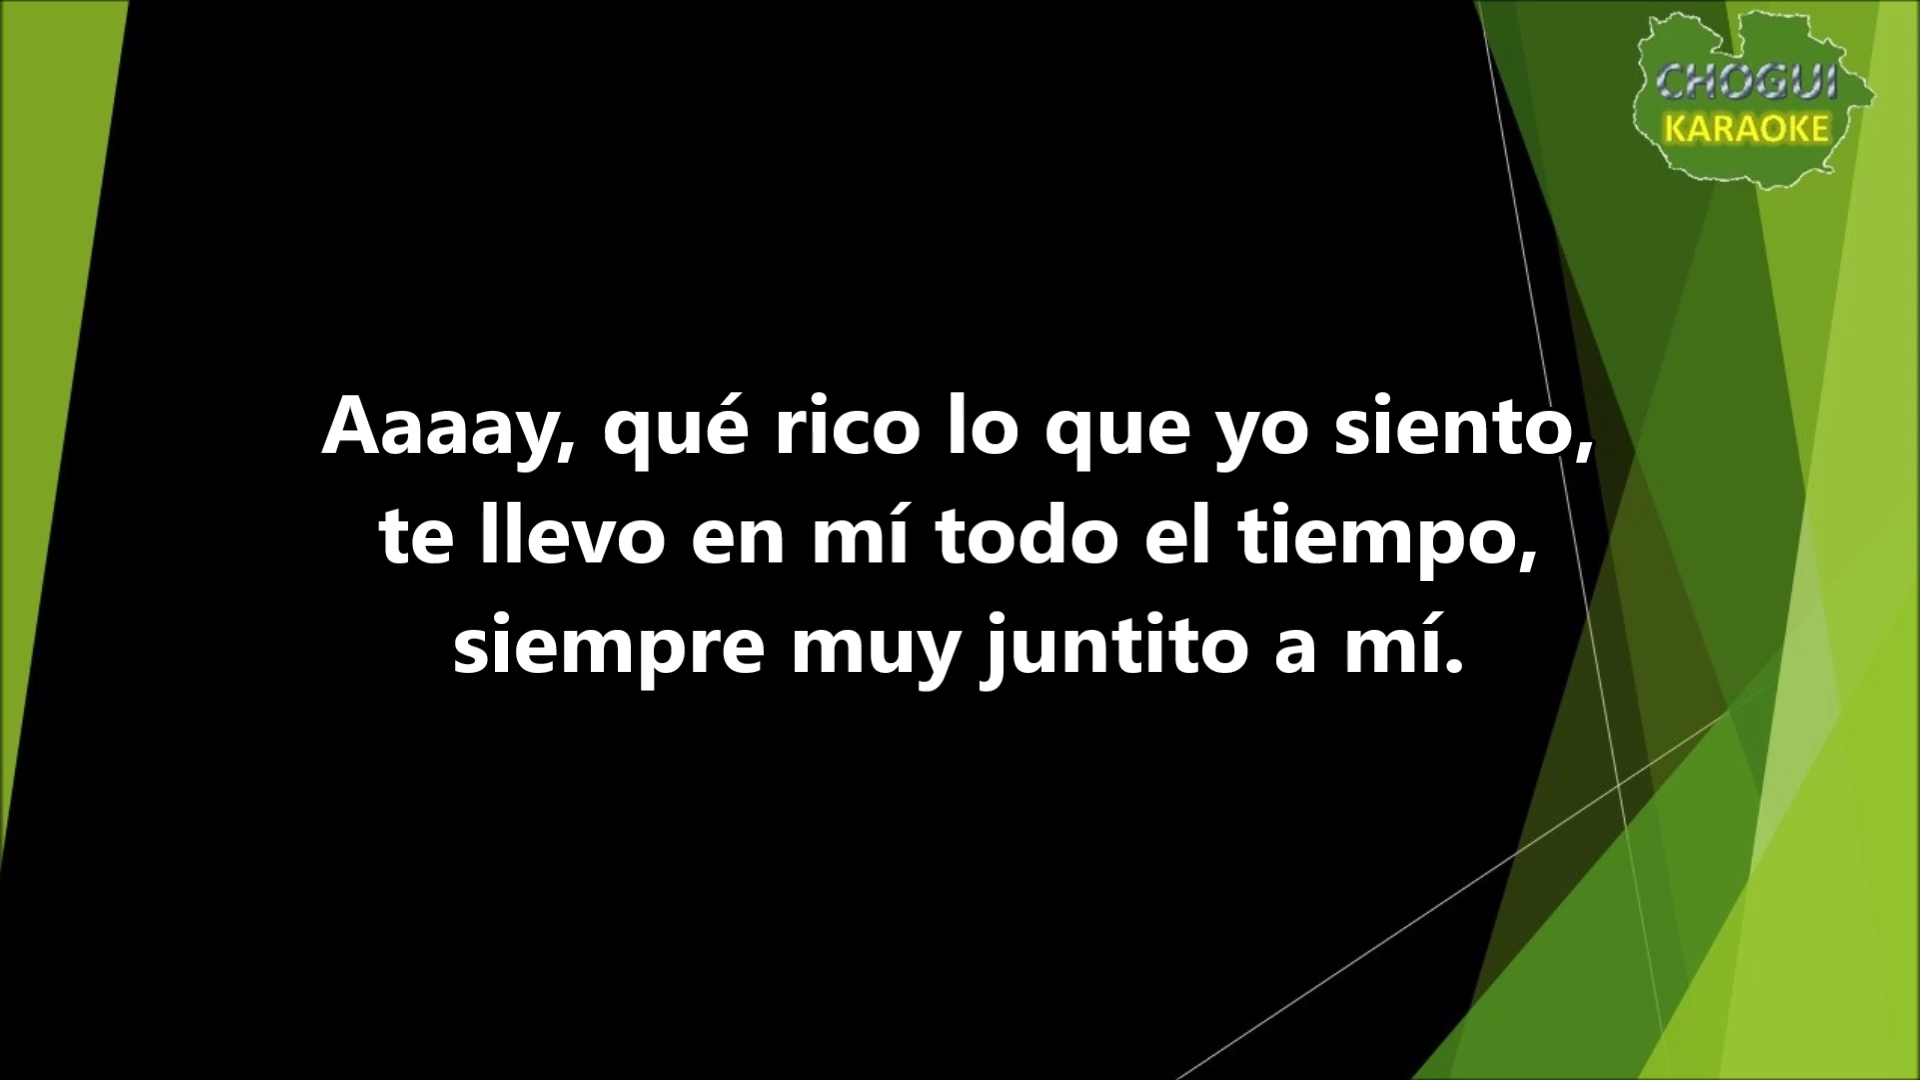 CHOGUI
KARAOKE
Aaaay, qué rico lo que yo siento,
te llevo en mí todo el tiempo,
siempre muy juntito a mí.